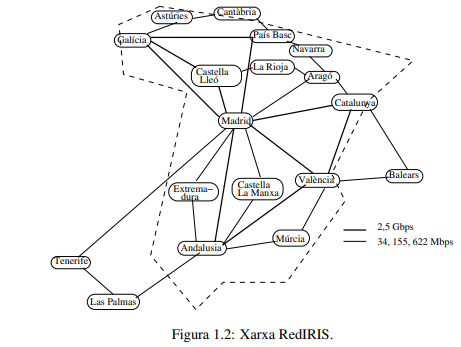 Astúries
Cantàbria
Galícia
País Basc
Navarra
Castella
Lleó
La Rioja
Aragó
Catalunya
Madrid
Extrema-
dura
Castella
La Manxa
València
Balears
Múrcia
Andalusia
Tenerife
Las Palmas
2,5 Gbps
34, 155, 622 Mbps
Figura 1.2: Xarxa RedIRIS.